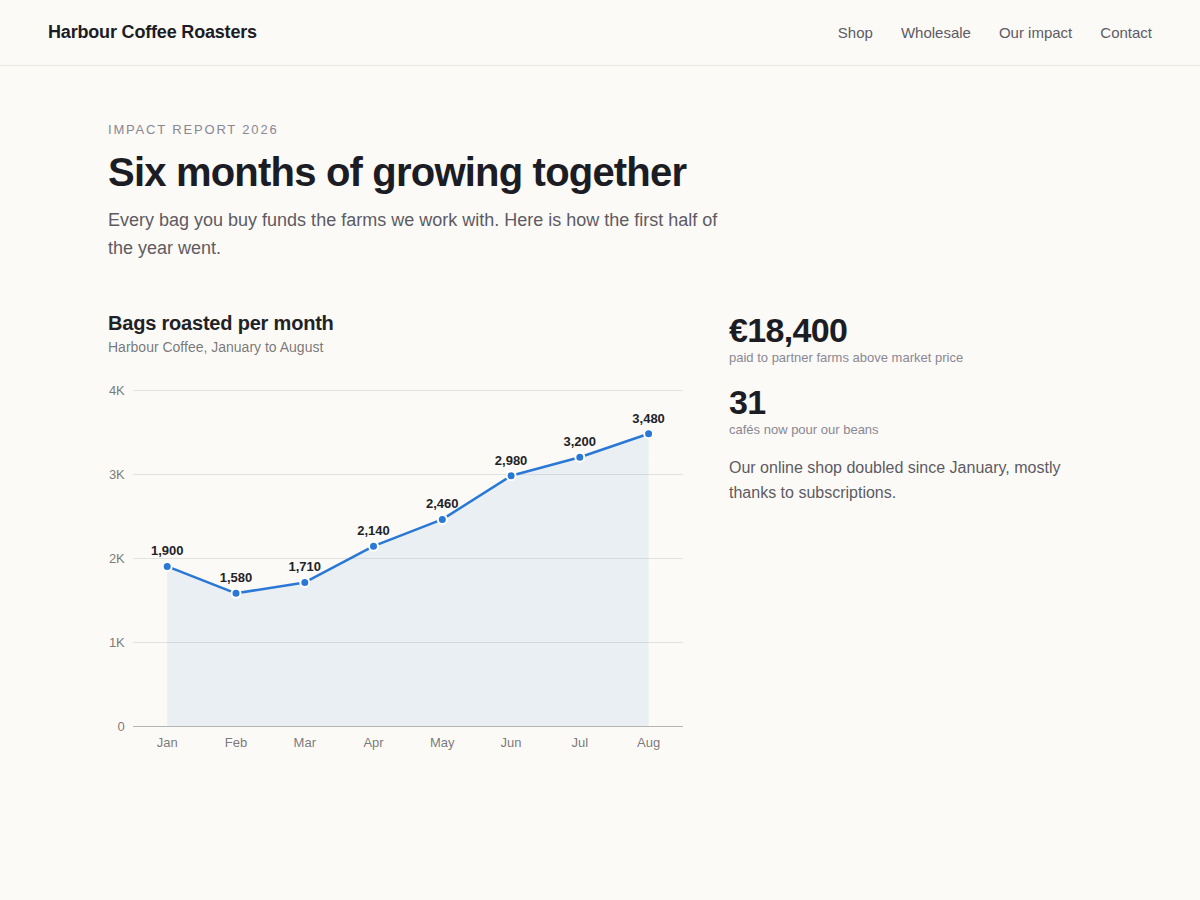 Harbour Coffee Roasters
Shop Wholesale Our impact Contact
IMPACT REPORT 2026
Six months of growing together
Every bag you buy funds the farms we work with. Here is how the first half of
the year went.
Bags roasted per month
Harbour Coffee, January to August
4K
3K
2K
1K
0
1,900
1,580
1,710
2,140
2,460
2,980
3,200
3,480
Jan Feb Mar Apr May Jun Jul Aug
€18,400
paid to partner farms above market price
31
cafés now pour our beans
Our online shop doubled since January, mostly
thanks to subscriptions.